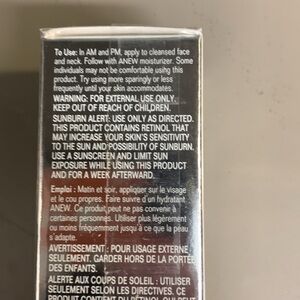 To Use: In AM and PM, apply to cleansed face
and neck. Follow with ANEW moisturizer. Some
individuals may not be comfortable using this
product. Try using more sparingly or less
frequently until your skin accommodates.
WARNING: FOR EXTERNAL USE ONLY.
KEEP OUT OF REACH OF CHILDREN.
SUNBURN ALERT: USE ONLY AS DIRECTED.
THIS PRODUCT CONTAINS RETINOL THAT
MAY INCREASE YOUR SKIN'S SENSITIVITY
TO THE SUN AND POSSIBILITY OF SUNBURN.
USE A SUNSCREEN AND LIMIT SUN
EXPOSURE WHILE USING THIS PRODUCT
AND FOR A WEEK AFTERWARD.
Emploi : Matin et soir, appliquer sur le visage
et le cou propres. Faire suivre d'un hydratant
ANEW. Ce produit peut ne pas convenir à
certaines personnes. Utiliser plus légèrement
ou moins fréquemment jusqu'à ce que la peau
s'adapte.
AVERTISSEMENT : POUR USAGE EXTERNE
SEULEMENT. GARDER HORS DE LA PORTÉE
DES ENFANTS.
ALERTE AUX COUPS DE SOLEIL : UTILISER
SEULEMENT SELON LES DIRECTIVES. CE
PRODUIT CONTIENT DU RÉTINOL QUI PEUT